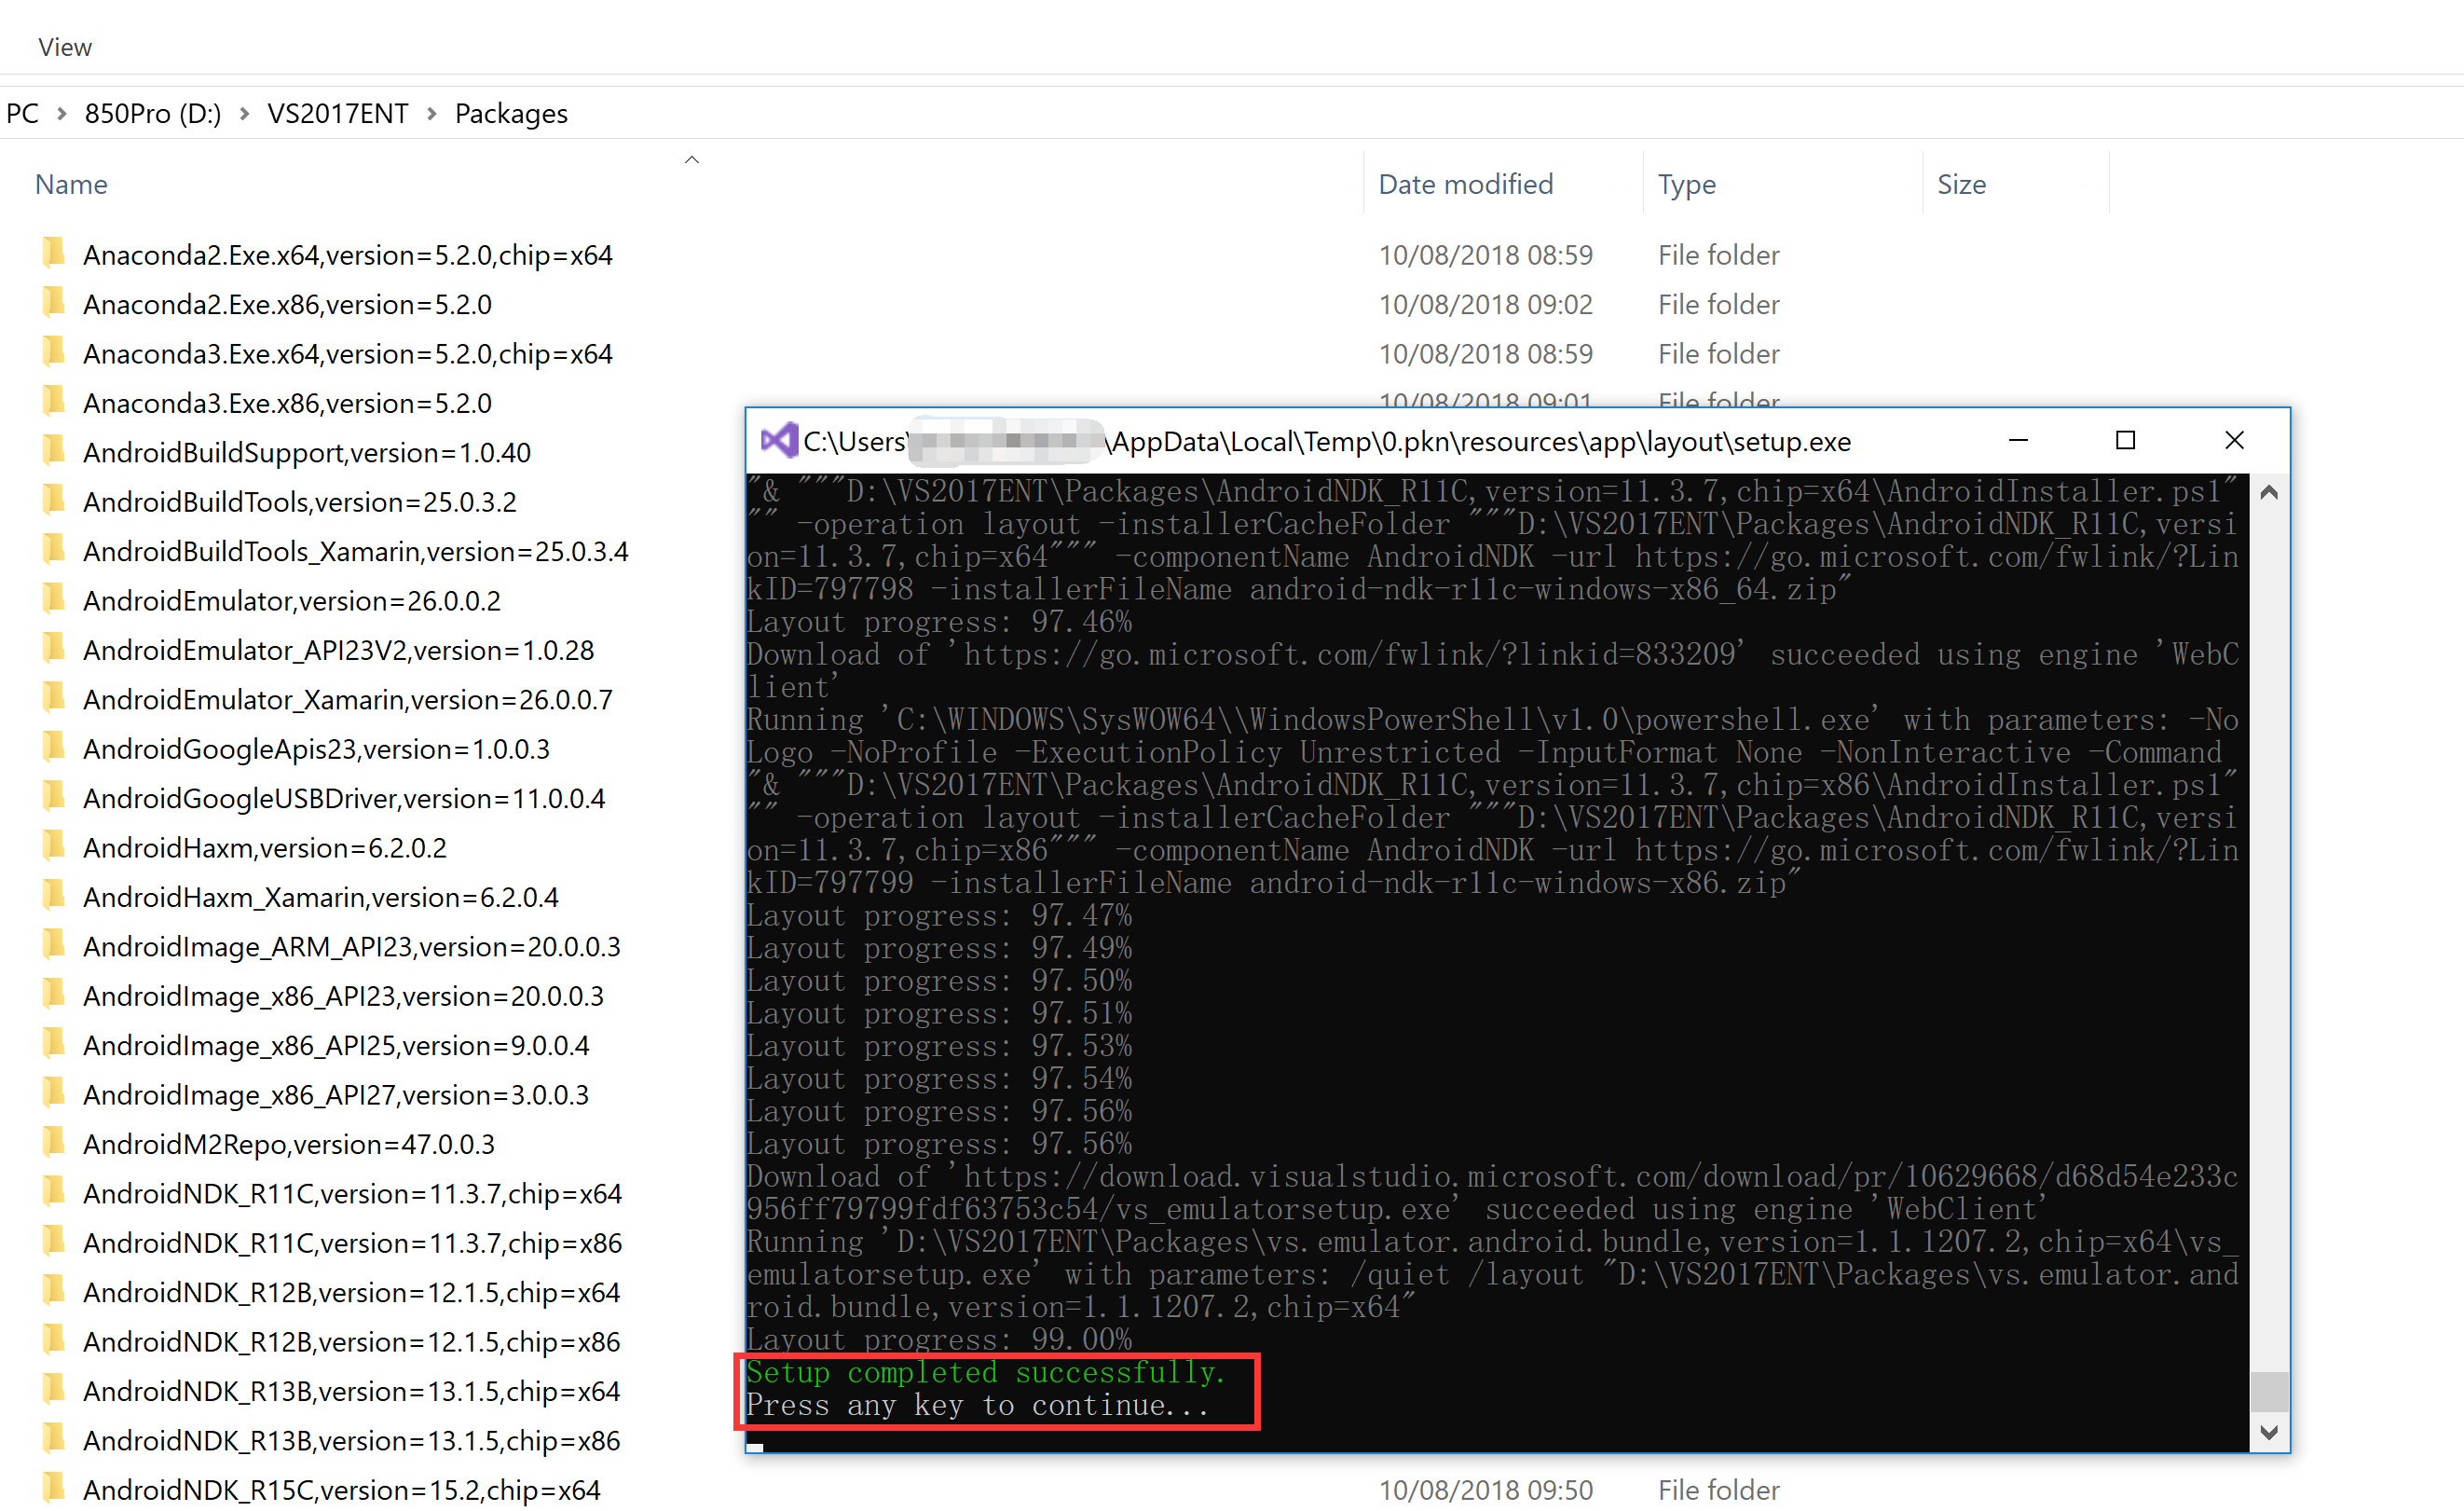 View
PC > 850Pro (D:) > VS2017ENT > Packages
Name Date modified Type Size
Anaconda2.Exe.x64,version=5.2.0,chip=x64 10/08/2018 08:59 File folder
Anaconda2.Exe.x86,version=5.2.0 10/08/2018 09:02 File folder
Anaconda3.Exe.x64,version=5.2.0,chip=x64 10/08/2018 08:59 File folder
Anaconda3.Exe.x86,version=5.2.0 10/08/2018 09:01 File folder
AndroidBuildSupport,version=1.0.40
AndroidBuildTools,version=25.0.3.2
AndroidBuildTools_Xamarin,version=25.0.3.4
AndroidEmulator,version=26.0.0.2
AndroidEmulator_API23V2,version=1.0.28
AndroidEmulator_Xamarin,version=26.0.0.7
AndroidGoogleApis23,version=1.0.0.3
AndroidGoogleUSBDriver,version=11.0.0.4
AndroidHaxm,version=6.2.0.2
AndroidHaxm_Xamarin,version=6.2.0.4
AndroidImage_ARM_API23,version=20.0.0.3
AndroidImage_x86_API23,version=20.0.0.3
AndroidImage_x86_API25,version=9.0.0.4
AndroidImage_x86_API27,version=3.0.0.3
AndroidM2Repo,version=47.0.0.3
AndroidNDK_R11C,version=11.3.7,chip=x64
AndroidNDK_R11C,version=11.3.7,chip=x86
AndroidNDK_R12B,version=12.1.5,chip=x64
AndroidNDK_R12B,version=12.1.5,chip=x86
AndroidNDK_R13B,version=13.1.5,chip=x64
AndroidNDK_R13B,version=13.1.5,chip=x86
AndroidNDK_R15C,version=15.2,chip=x64 10/08/2018 09:50 File folder
C:\Users\ \AppData\Local\Temp\0.pkn\resources\app\layout\setup.exe
"& """D:\VS2017ENT\Packages\AndroidNDK_R11C,version=11.3.7,chip=x64\AndroidInstaller.ps1"
"" -operation layout -installerCacheFolder """D:\VS2017ENT\Packages\AndroidNDK_R11C,versi
on=11.3.7,chip=x64""" -componentName AndroidNDK -url https://go.microsoft.com/fwlink/?Lin
kID=797798 -installerFileName android-ndk-r11c-windows-x86_64.zip"
Layout progress: 97.46%
Download of 'https://go.microsoft.com/fwlink/?linkid=833209' succeeded using engine 'WebC
lient'
Running 'C:\WINDOWS\SysWOW64\\WindowsPowerShell\v1.0\powershell.exe' with parameters: -No
Logo -NoProfile -ExecutionPolicy Unrestricted -InputFormat None -NonInteractive -Command
"& """D:\VS2017ENT\Packages\AndroidNDK_R11C,version=11.3.7,chip=x86\AndroidInstaller.ps1"
"" -operation layout -installerCacheFolder """D:\VS2017ENT\Packages\AndroidNDK_R11C,versi
on=11.3.7,chip=x86""" -componentName AndroidNDK -url https://go.microsoft.com/fwlink/?Lin
kID=797799 -installerFileName android-ndk-r11c-windows-x86.zip"
Layout progress: 97.47%
Layout progress: 97.49%
Layout progress: 97.50%
Layout progress: 97.51%
Layout progress: 97.53%
Layout progress: 97.54%
Layout progress: 97.56%
Layout progress: 97.56%
Download of 'https://download.visualstudio.microsoft.com/download/pr/10629668/d68d54e233c
956ff79799fdf63753c54/vs_emulatorsetup.exe' succeeded using engine 'WebClient'
Running 'D:\VS2017ENT\Packages\vs.emulator.android.bundle,version=1.1.1207.2,chip=x64\vs_
emulatorsetup.exe' with parameters: /quiet /layout "D:\VS2017ENT\Packages\vs.emulator.and
roid.bundle,version=1.1.1207.2,chip=x64"
Layout progress: 99.00%
Setup completed successfully.
Press any key to continue...